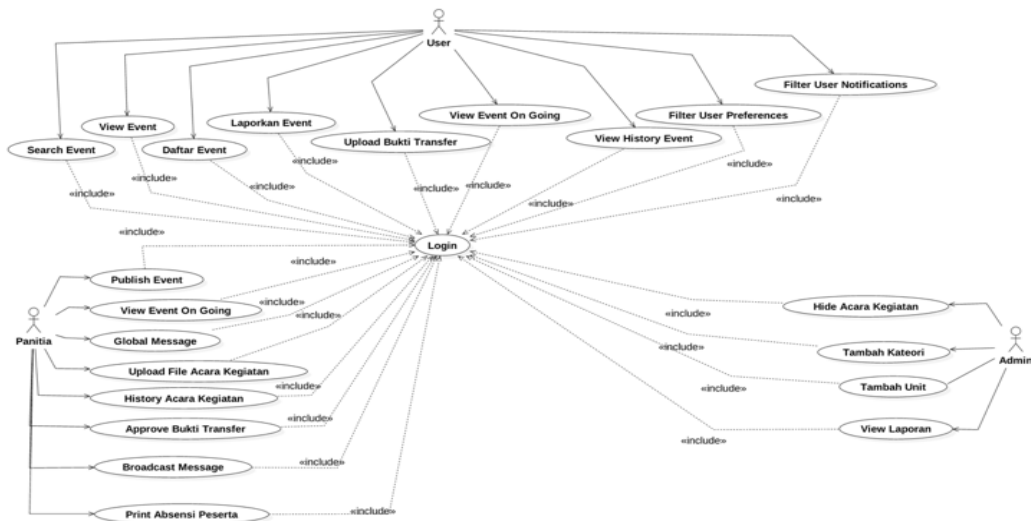 User
Filter User Notifications
View Event On Going
Filter User Preferences
Laporkan Event
View Event
View History Event
Upload Bukti Transfer
Search Event
Daftar Event
«include»
«include»
«include»
«include»
«include»
«include»
«include»
«include»
«include»
«include»
Login
«include»
Publish Event
«include»
View Event On Going
«include»
Hide Acara Kegiatan
«include»
Panitia
Global Message
«include»
Tambah Kateori
Admin
Upload File Acara Kegiatan
«include»
«include»
Tambah Unit
History Acara Kegiatan
«include»
Approve Bukti Transfer
View Laporan
«include»
Broadcast Message
«include»
Print Absensi Peserta
«include»